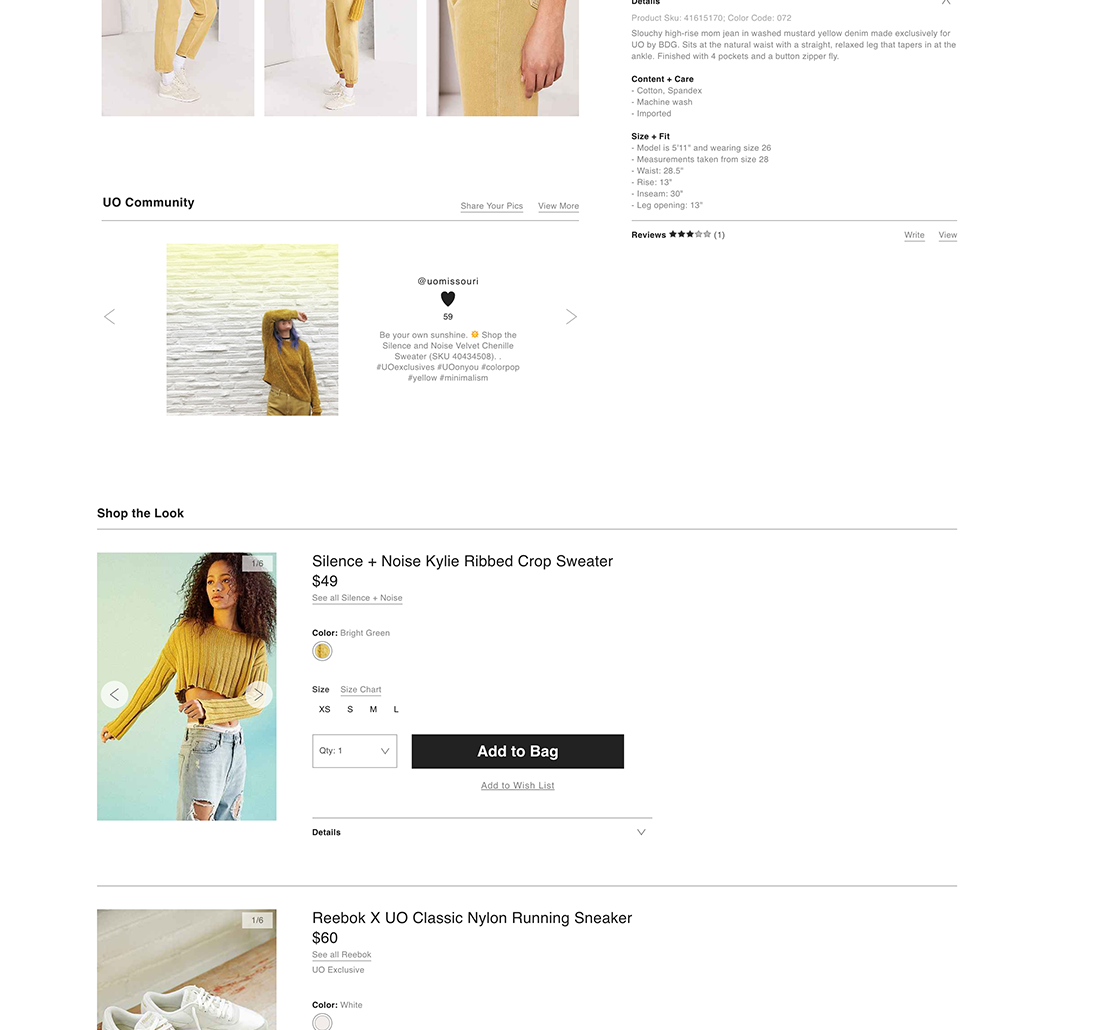 Details
Product Sku: 41615170; Color Code: 072
Slouchy high-rise mom jean in washed mustard yellow denim made exclusively for
UO by BDG. Sits at the natural waist with a straight, relaxed leg that tapers in at the
ankle. Finished with 4 pockets and a button zipper fly.
Content + Care
- Cotton, Spandex
- Machine wash
- Imported
Size + Fit
- Model is 5'11" and wearing size 26
- Measurements taken from size 28
- Waist: 28.5"
- Rise: 13"
- Inseam: 30"
- Leg opening: 13"
Reviews ★★★☆☆ (1) Write View
UO Community Share Your Pics View More
@uomissouri
59
Be your own sunshine. ☀️ Shop the
Silence and Noise Velvet Chenille
Sweater (SKU 40434508). .
#UOexclusives #UOonyou #colorpop
#yellow #minimalism
Shop the Look
1/6
Silence + Noise Kylie Ribbed Crop Sweater
$49
See all Silence + Noise
Color: Bright Green
Size Size Chart
XS S M L
Qty: 1 Add to Bag
Add to Wish List
Details
1/6
Reebok X UO Classic Nylon Running Sneaker
$60
See all Reebok
UO Exclusive
Color: White